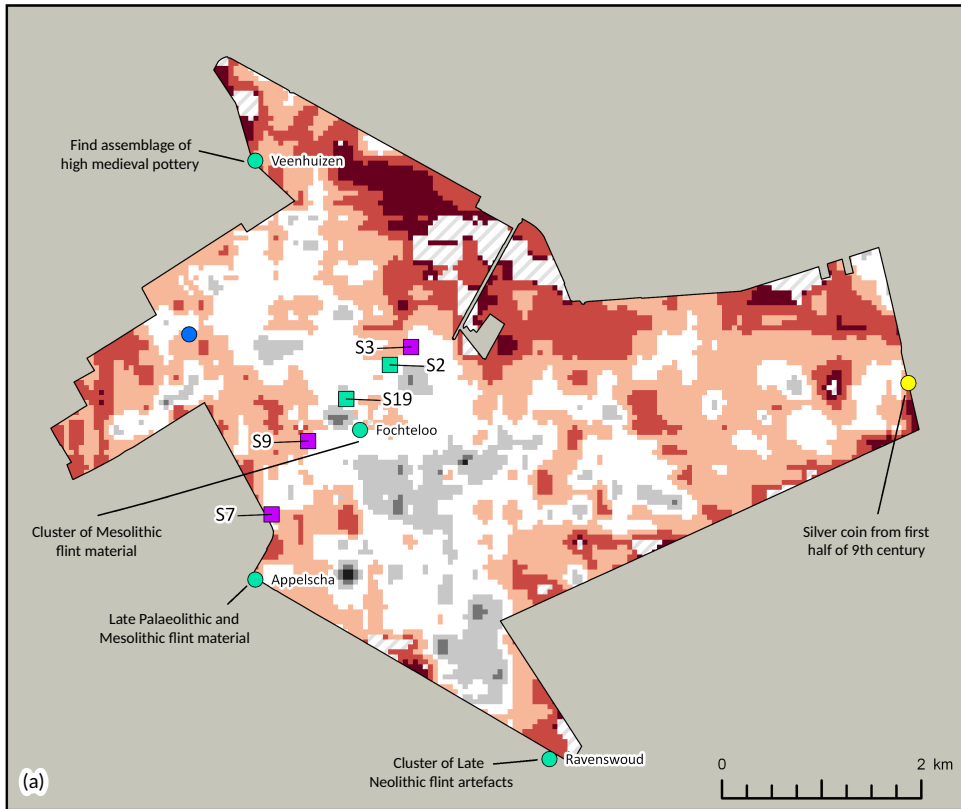 Find assemblage of
high medieval pottery
Veenhuizen
S3
S2
S19
Fochteloo
S9
S7
Cluster of Mesolithic
flint material
Silver coin from first
half of 9th century
Appelscha
Late Palaeolithic and
Mesolithic flint material
Cluster of Late
Neolithic flint artefacts
Ravenswoud
(a)
0 2 km